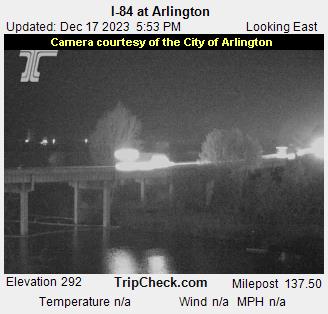 I-84 at Arlington
Updated: Dec 17 2023 5:53 PM Looking East
Camera courtesy of the City of Arlington
Elevation 292 TripCheck.com Milepost 137.50
Temperature n/a Wind n/a MPH n/a